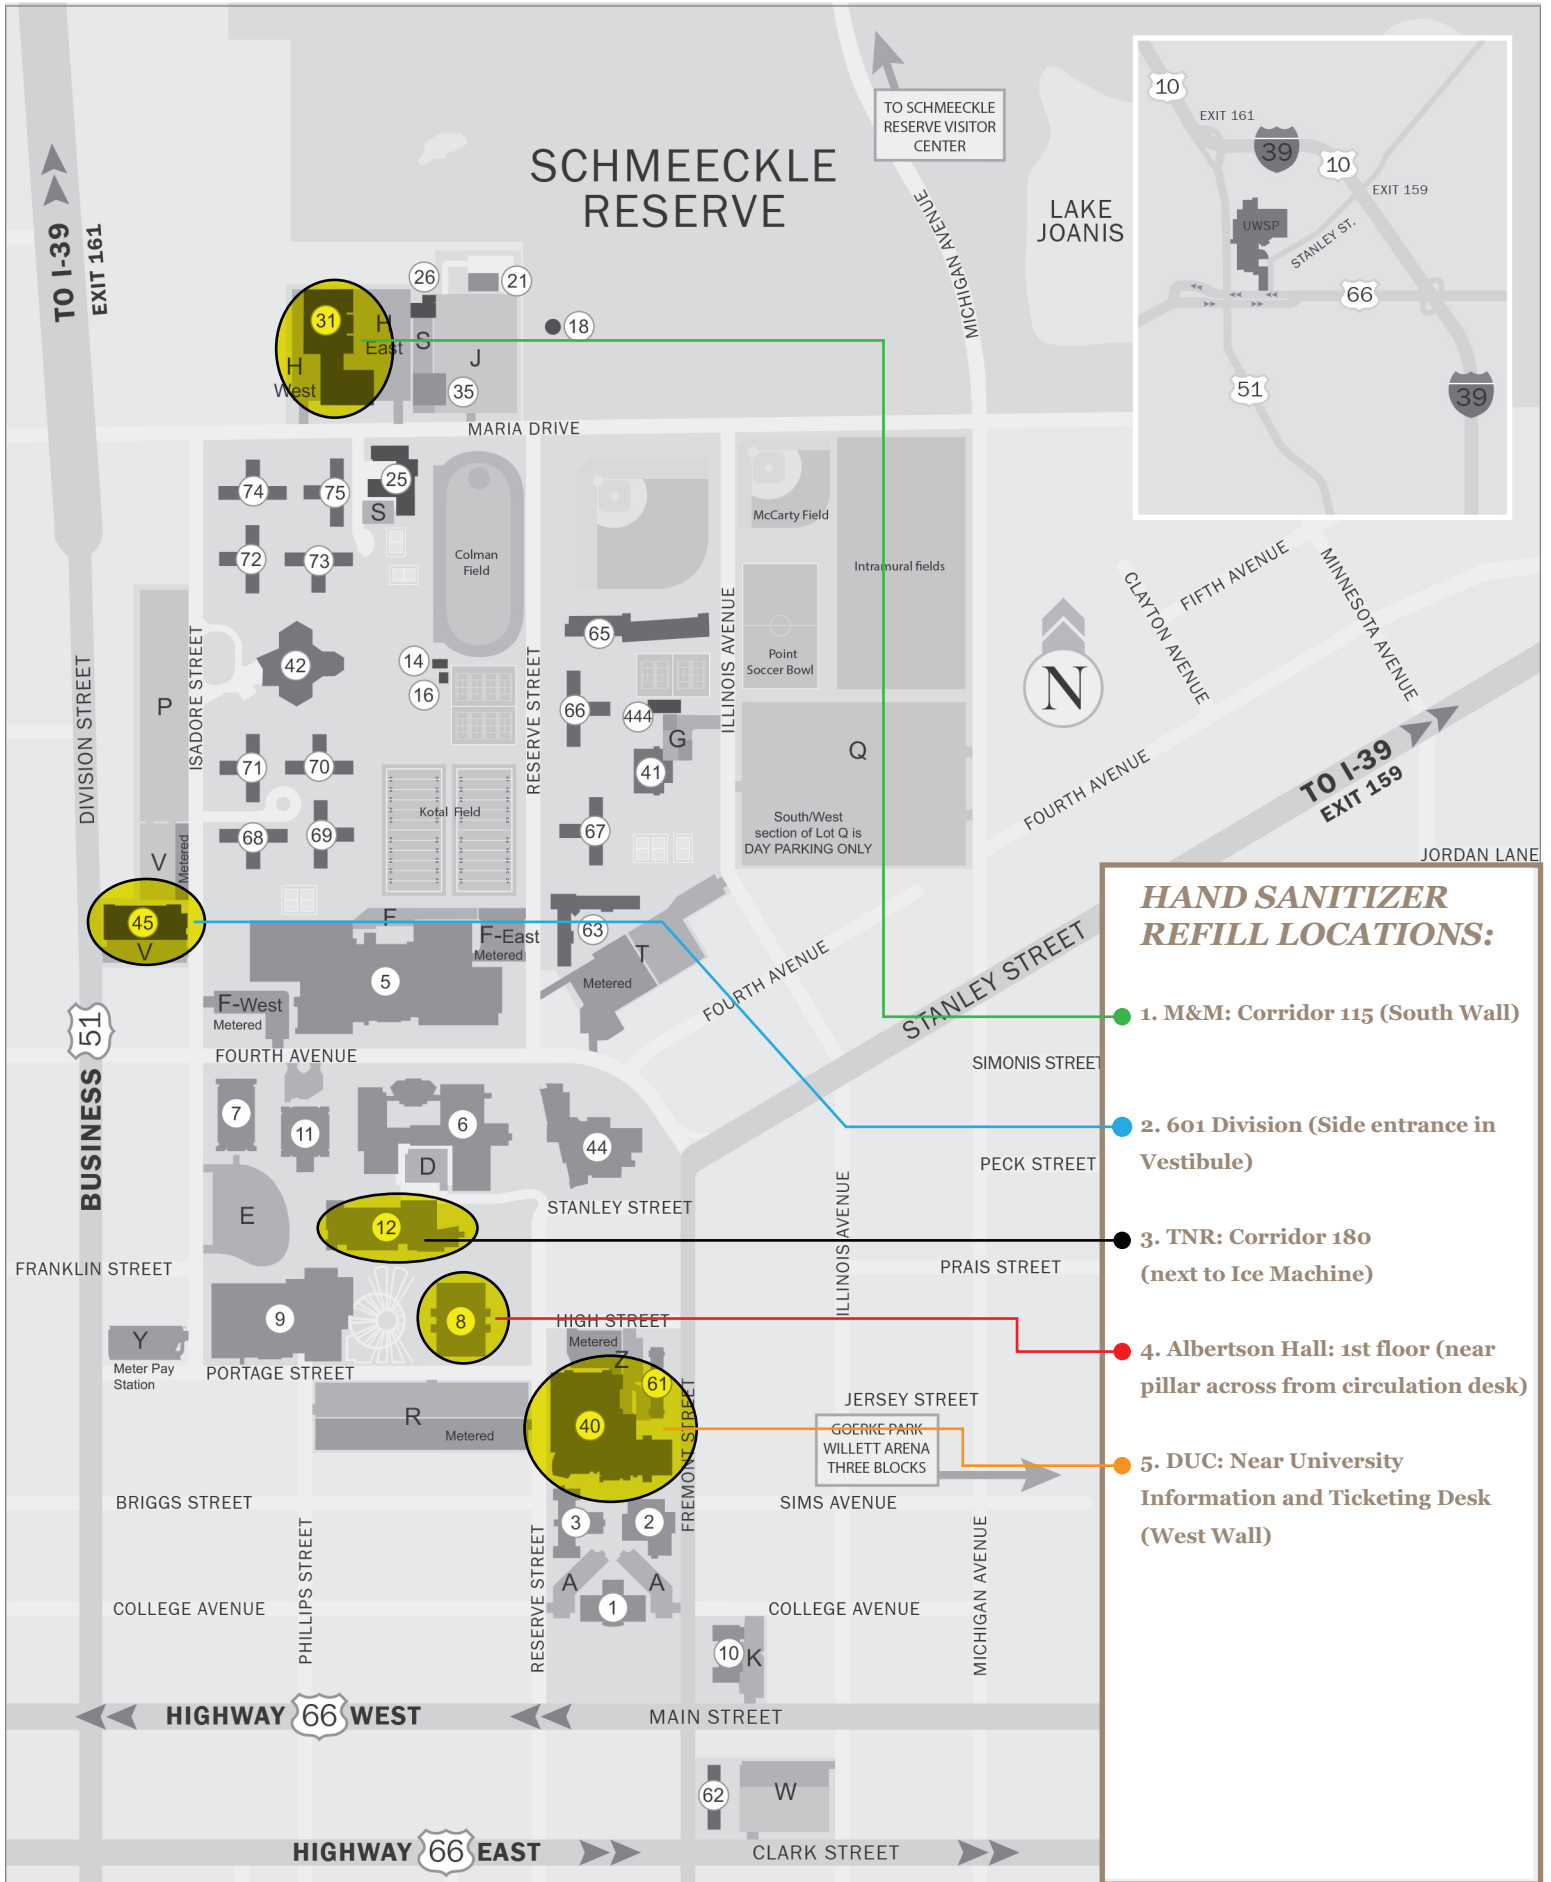 TO SCHMEECKLE
RESERVE VISITOR
CENTER
SCHMEECKLE
RESERVE
LAKE
JOANIS
MICHIGAN AVENUE
10
EXIT 161
39
10
EXIT 159
UWSP
STANLEY ST.
66
51
39
TO I-39
EXIT 161
26
21
31
H
East
S
J
18
H
West
35
MARIA DRIVE
74
75
25
S
72
73
Colman
Field
McCarty Field
Intramural fields
CLAYTON AVENUE
FIFTH AVENUE
MINNESOTA AVENUE
ISADORE STREET
DIVISION STREET
42
14
16
65
ILLINOIS AVENUE
Point
Soccer Bowl
N
P
RESERVE STREET
66
444
G
41
Q
71
70
Kotal Field
FOURTH AVENUE
TO I-39
EXIT 159
68
69
67
South/West
section of Lot Q is
DAY PARKING ONLY
V
Metered
JORDAN LANE
45
V
F
F-East
Metered
63
T
Metered
5
F-West
Metered
FOURTH AVENUE
STANLEY STREET
51
BUSINESS
FOURTH AVENUE
SIMONIS STREET
7
11
6
D
44
PECK STREET
E
12
STANLEY STREET
ILLINOIS AVENUE
FRANKLIN STREET
PRAIS STREET
9
8
HIGH STREET
Y
Meter Pay
Station
PORTAGE STREET
Metered
Z
61
40
FREMONT STREET
R
Metered
JERSEY STREET
GOERKE PARK
WILLETT ARENA
THREE BLOCKS
BRIGGS STREET
SIMS AVENUE
3
2
PHILLIPS STREET
RESERVE STREET
MICHIGAN AVENUE
A
A
1
COLLEGE AVENUE
COLLEGE AVENUE
10
K
HIGHWAY 66 WEST
MAIN STREET
62
W
HIGHWAY 66 EAST
CLARK STREET
HAND SANITIZER
REFILL LOCATIONS:
1. M&M: Corridor 115 (South Wall)
2. 601 Division (Side entrance in
Vestibule)
3. TNR: Corridor 180
(next to Ice Machine)
4. Albertson Hall: 1st floor (near
pillar across from circulation desk)
5. DUC: Near University
Information and Ticketing Desk
(West Wall)